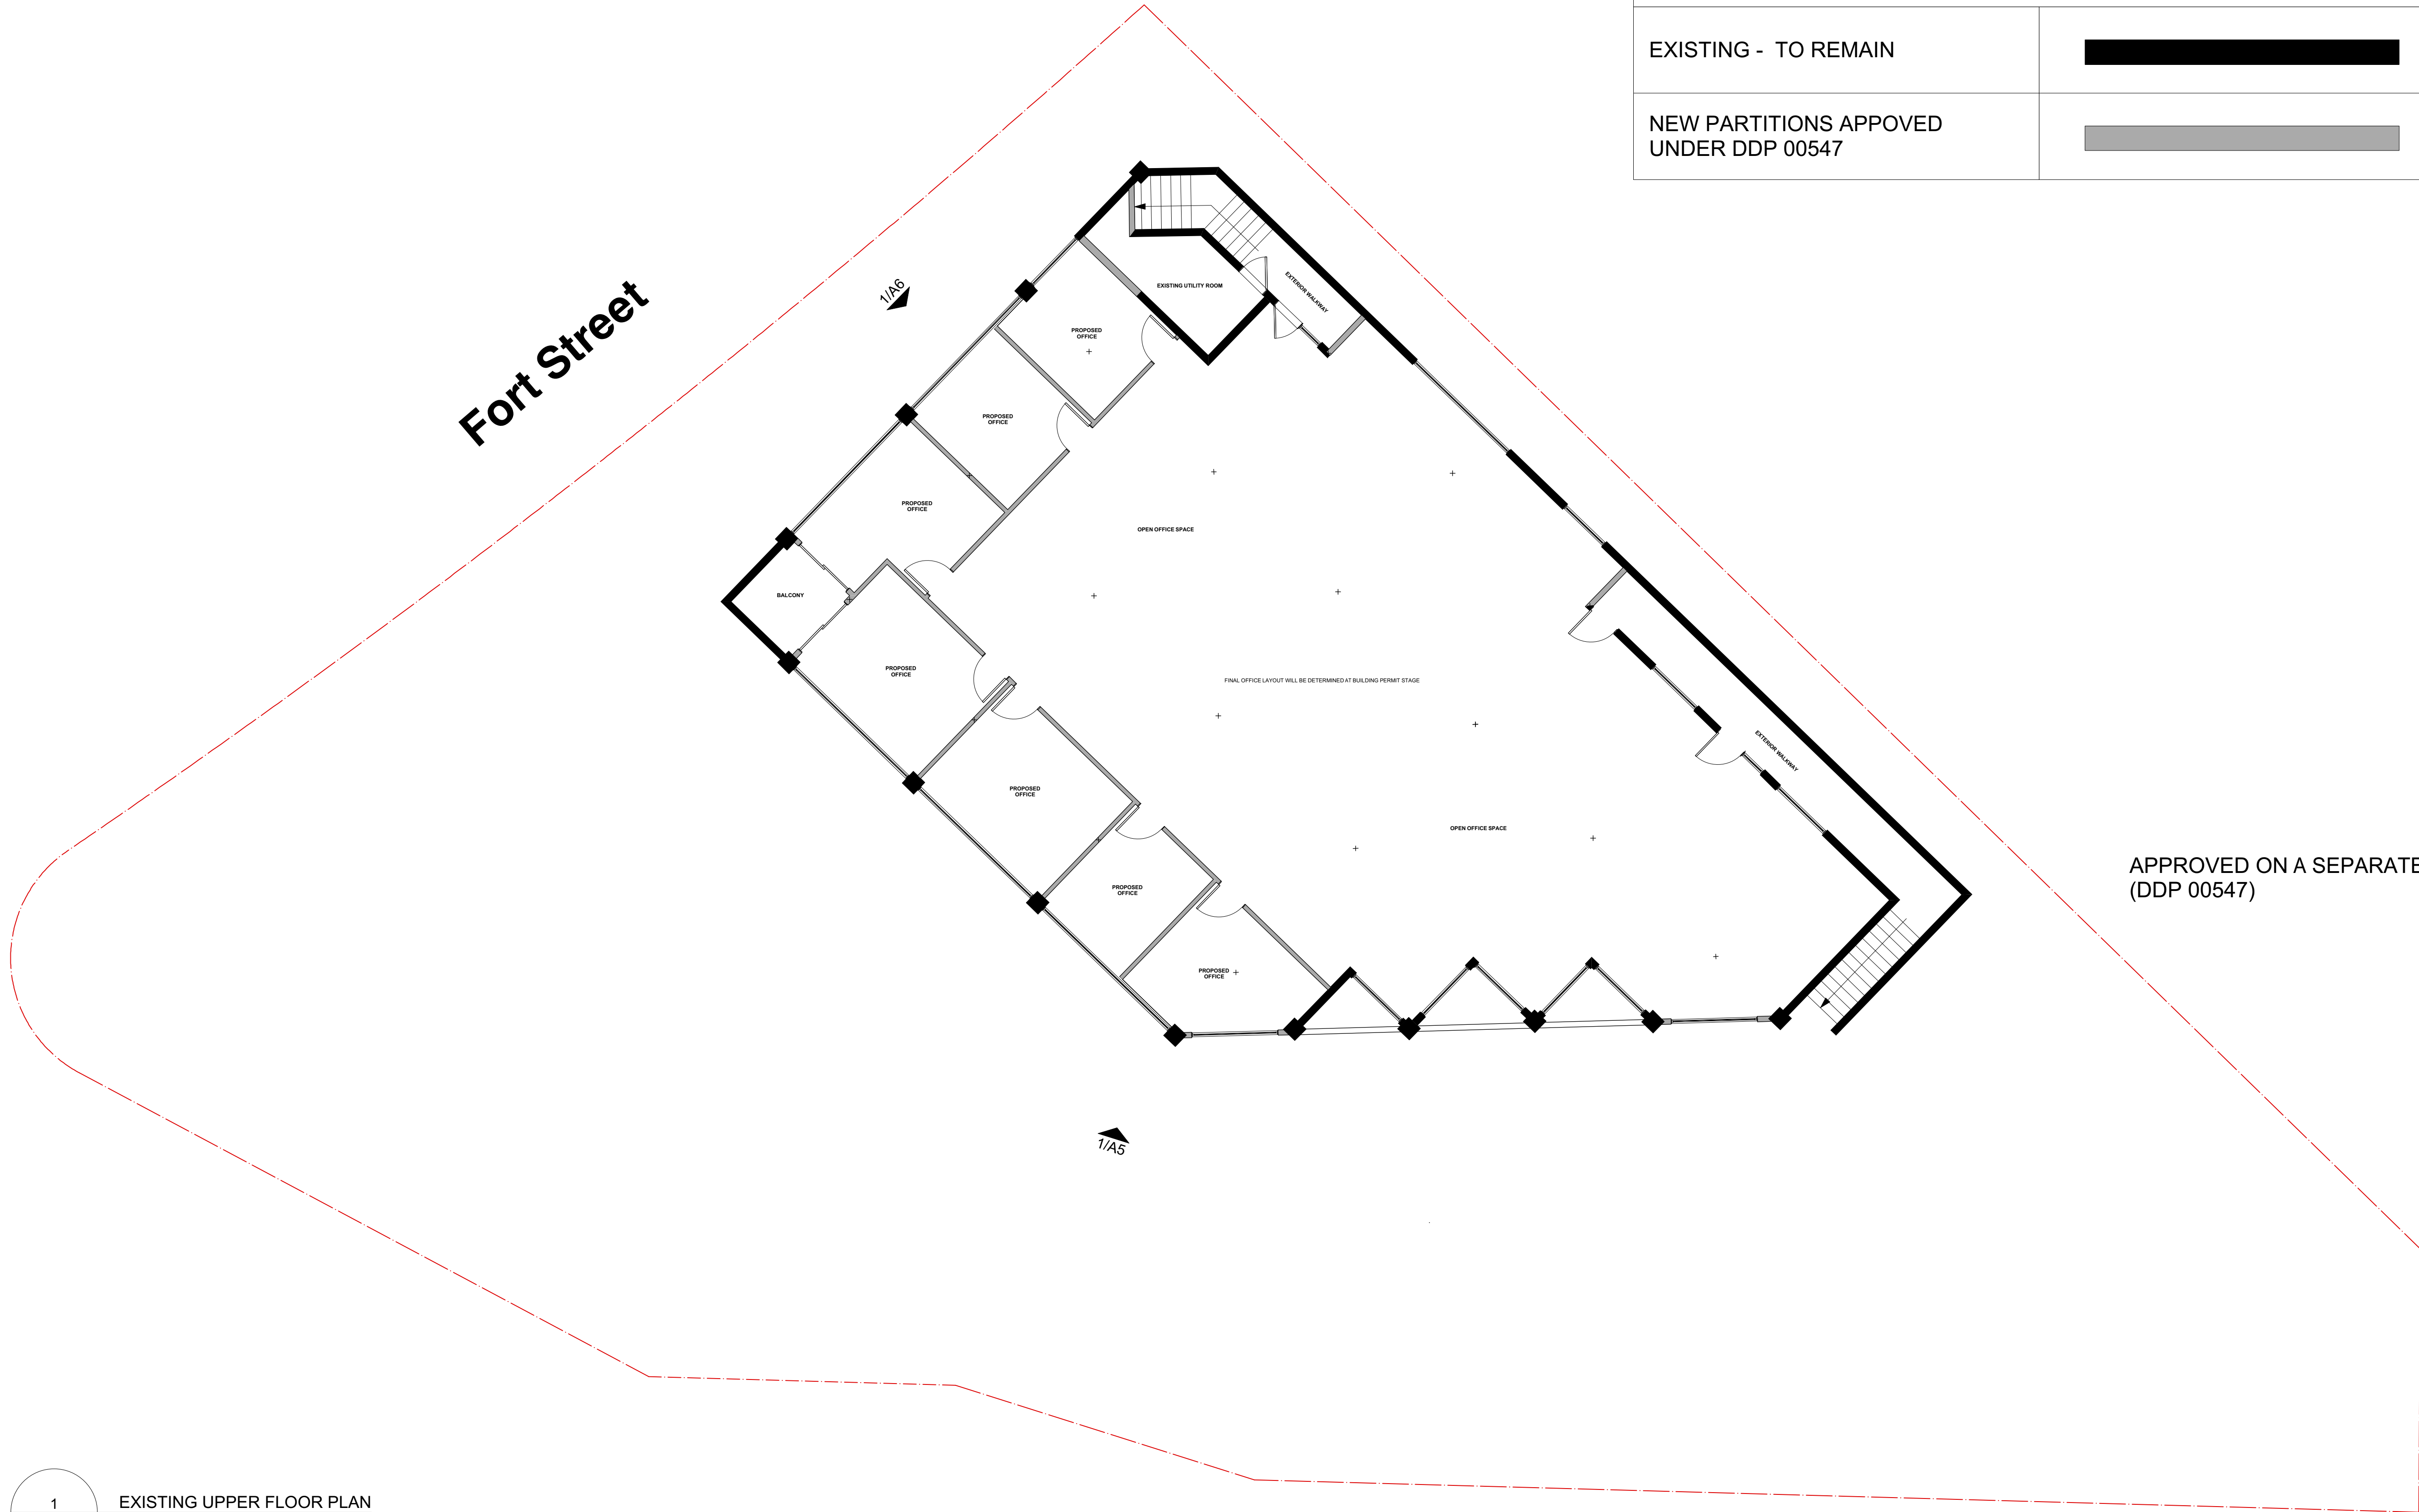 EXISTING - TO REMAIN
NEW PARTITIONS APPOVED
UNDER DDP 00547
Fort Street
1/A6
EXISTING UTILITY ROOM
EXTERIOR WALKWAY
PROPOSED
OFFICE
PROPOSED
OFFICE
PROPOSED
OFFICE
OPEN OFFICE SPACE
BALCONY
PROPOSED
OFFICE
FINAL OFFICE LAYOUT WILL BE DETERMINED AT BUILDING PERMIT STAGE
EXTERIOR WALKWAY
PROPOSED
OFFICE
OPEN OFFICE SPACE
APPROVED ON A SEPARATE
(DDP 00547)
PROPOSED
OFFICE
PROPOSED
OFFICE
1/A5
1
EXISTING UPPER FLOOR PLAN